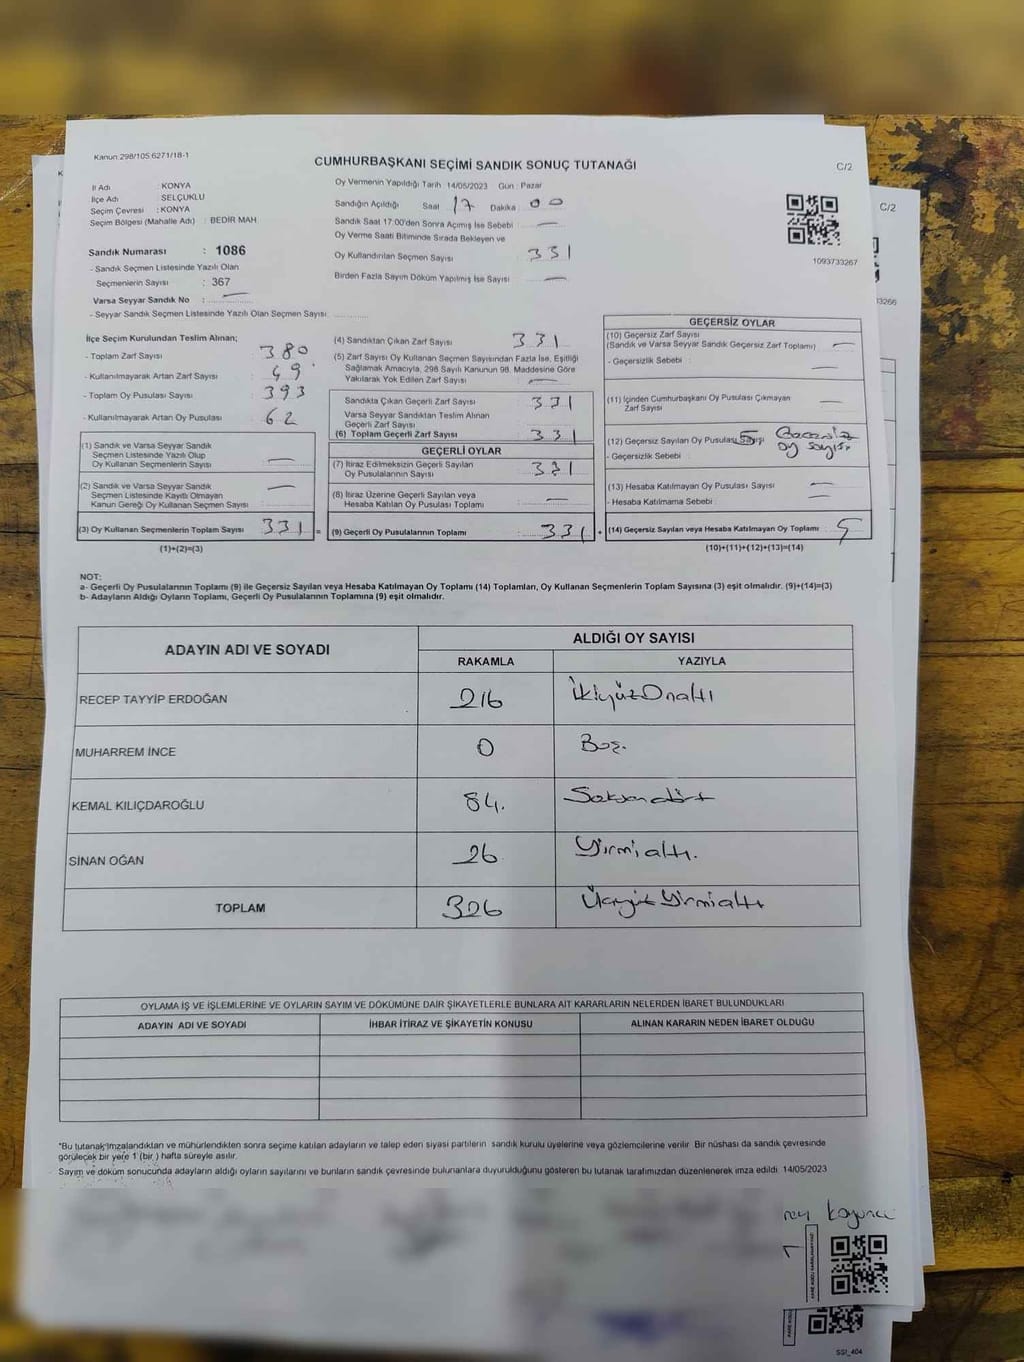 Kanun:298/105:6271/18-1
CUMHURBAŞKANI SEÇİMİ SANDIK SONUÇ TUTANAĞI
C/2
İl Adı : KONYA
İlçe Adı : SELÇUKLU
Seçim Çevresi : KONYA
Seçim Bölgesi (Mahalle Adı) : BEDİR MAH.
Sandık Numarası : 1086
- Sandık Seçmen Listesinde Yazılı Olan
Seçmenlerin Sayısı : 367
Varsa Seyyar Sandık No : —
- Seyyar Sandık Seçmen Listesinde Yazılı Olan Seçmen Sayısı
Oy Vermenin Yapıldığı Tarih 14/05/2023 Gün : Pazar
Sandığın Açıldığı Saat 17 Dakika 00
Sandık Saat 17:00'den Sonra Açılmış İse Sebebi —
Oy Verme Saati Bitiminde Sırada Bekleyen ve
Oy Kullandırılan Seçmen Sayısı 331
Birden Fazla Sayım Döküm Yapılmış İse Sayısı —
1093733267
C/2
3266
İlçe Seçim Kurulundan Teslim Alınan;
- Toplam Zarf Sayısı 380
- Kullanılmayarak Artan Zarf Sayısı 49
- Toplam Oy Pusulası Sayısı 393
- Kullanılmayarak Artan Oy Pusulası 62
(1) Sandık ve Varsa Seyyar Sandık
Seçmen Listesinde Yazılı Olup
Oy Kullanan Seçmenlerin Sayısı —
(2) Sandık ve Varsa Seyyar Sandık
Seçmen Listesinde Kayıtlı Olmayan
Kanun Gereği Oy Kullanan Seçmen Sayısı —
(3) Oy Kullanan Seçmenlerin Toplam Sayısı 331 =
(1)+(2)=(3)
(4) Sandıktan Çıkan Zarf Sayısı 331
(5) Zarf Sayısı Oy Kullanan Seçmen Sayısından Fazla İse, Eşitliği
Sağlamak Amacıyla, 298 Sayılı Kanunun 98. Maddesine Göre
Yakılarak Yok Edilen Zarf Sayısı —
Sandıkta Çıkan Geçerli Zarf Sayısı 331
Varsa Seyyar Sandıktan Teslim Alınan
Geçerli Zarf Sayısı
(6) Toplam Geçerli Zarf Sayısı 331
GEÇERLİ OYLAR
(7) İtiraz Edilmeksizin Geçerli Sayılan
Oy Pusulalarının Sayısı 331
(8) İtiraz Üzerine Geçerli Sayılan veya
Hesaba Katılan Oy Pusulası Toplamı —
(9) Geçerli Oy Pusulalarının Toplamı 331 +
GEÇERSİZ OYLAR
(10) Geçersiz Zarf Sayısı
(Sandık ve Varsa Seyyar Sandık Geçersiz Zarf Toplamı) —
- Geçersizlik Sebebi : —
(11) İçinden Cumhurbaşkanı Oy Pusulası Çıkmayan
Zarf Sayısı —
(12) Geçersiz Sayılan Oy Pusulası Sayısı 5 Geçersiz
oy sayısı
- Geçersizlik Sebebi
(13) Hesaba Katılmayan Oy Pusulası Sayısı —
- Hesaba Katılmama Sebebi —
(14) Geçersiz Sayılan veya Hesaba Katılmayan Oy Toplamı 5
(10)+(11)+(12)+(13)=(14)
NOT:
a- Geçerli Oy Pusulalarının Toplamı (9) ile Geçersiz Sayılan veya Hesaba Katılmayan Oy Toplamı (14) Toplamları, Oy Kullanan Seçmenlerin Toplam Sayısına (3) eşit olmalıdır. (9)+(14)=(3)
b- Adayların Aldığı Oyların Toplamı, Geçerli Oy Pusulalarının Toplamına (9) eşit olmalıdır.
ADAYIN ADI VE SOYADI ALDIĞI OY SAYISI
RAKAMLA YAZIYLA
RECEP TAYYİP ERDOĞAN 216 İkiyüzOnaltı
MUHARREM İNCE 0 Boş.
KEMAL KILIÇDAROĞLU 84. Seksendört
SİNAN OĞAN 26 Yirmialtı.
TOPLAM 326 ÜçyüzYirmialtı
OYLAMA İŞ VE İŞLEMLERİNE VE OYLARIN SAYIM VE DÖKÜMÜNE DAİR ŞİKAYETLERLE BUNLARA AİT KARARLARIN NELERDEN İBARET BULUNDUKLARI
ADAYIN ADI VE SOYADI İHBAR İTİRAZ VE ŞİKAYETİN KONUSU ALINAN KARARIN NEDEN İBARET OLDUĞU
*Bu tutanak imzalandıktan ve mühürlendikten sonra seçime katılan adayların ve talep eden siyasi partilerin sandık kurulu üyelerine veya gözlemcilerine verilir. Bir nüshası da sandık çevresinde
görülecek bir yere 1 (bir ) hafta süreyle asılır.
Sayım ve döküm sonucunda adayların aldığı oyların sayılarını ve bunların sandık çevresinde bulunanlara duyurulduğunu gösteren bu tutanak tarafımızdan düzenlenerek imza edildi. 14/05/2023
SSİ_404